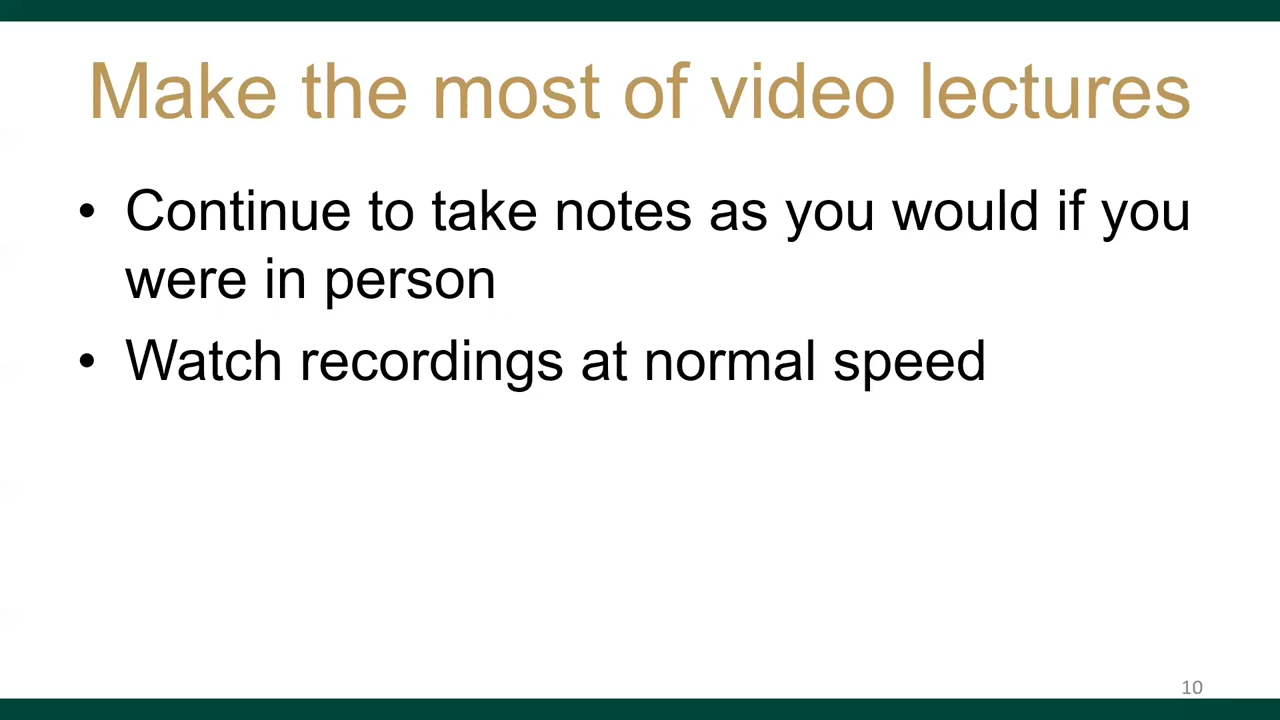 Make the most of video lectures
• Continue to take notes as you would if you
were in person
• Watch recordings at normal speed
10